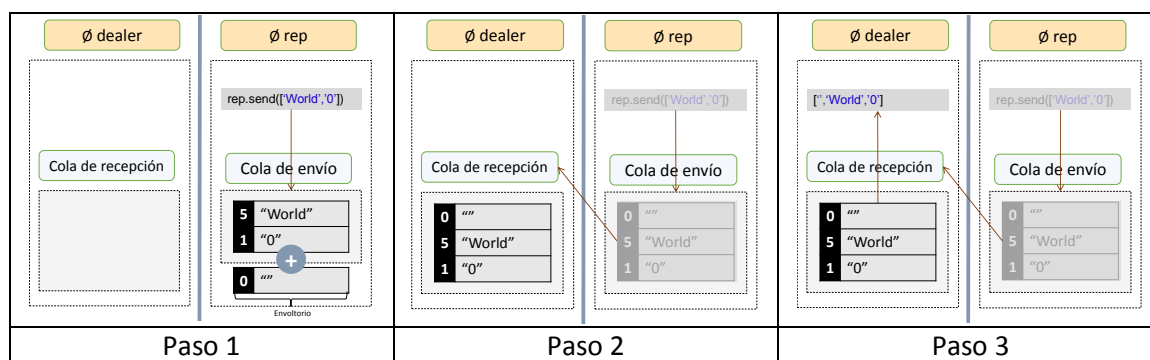 Ø dealer
Ø rep
rep.send(['World','0'])
Cola de recepción
Cola de envío
5 "World"
1 "0"
+
0 ""
Envoltorio
Paso 1
Ø dealer
Ø rep
rep.send(['World','0'])
Cola de recepción
Cola de envío
0 ""
5 "World"
1 "0"
0 ""
5 "World"
1 "0"
Paso 2
Ø dealer
Ø rep
['','World','0']
rep.send(['World','0'])
Cola de recepción
Cola de envío
0 ""
5 "World"
1 "0"
0 ""
5 "World"
1 "0"
Paso 3